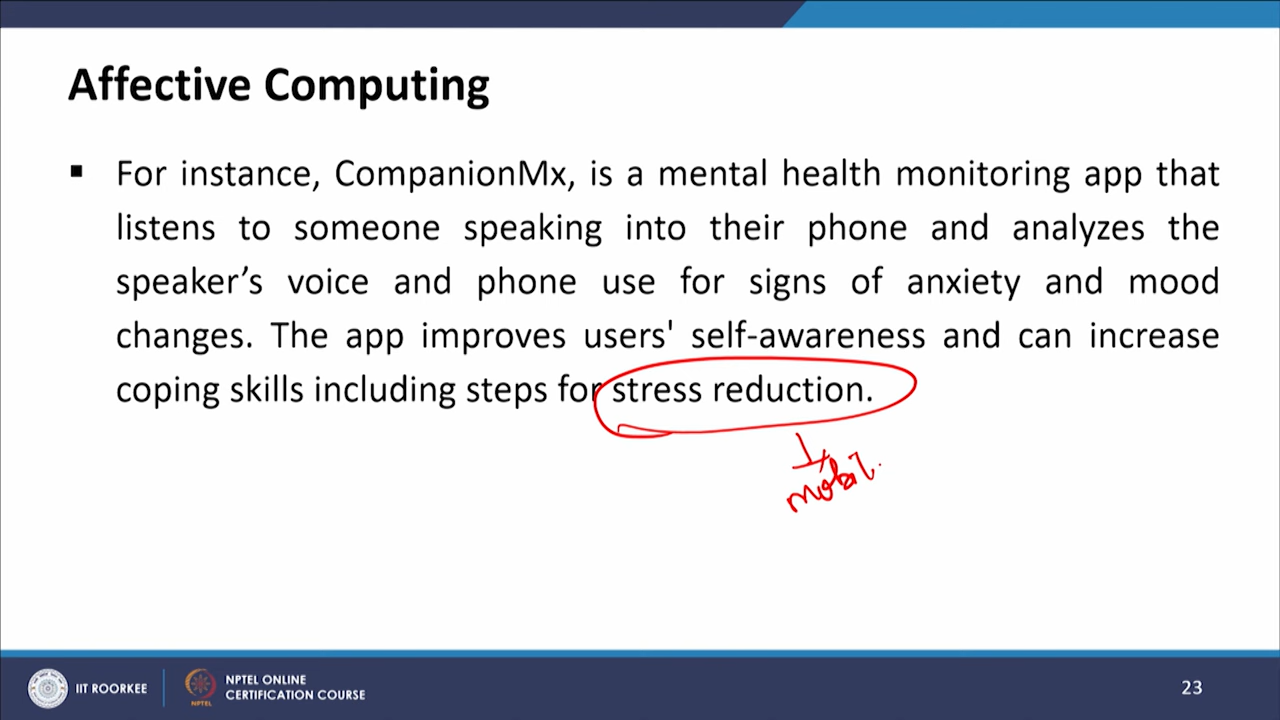 Affective Computing
▪ For instance, CompanionMx, is a mental health monitoring app that
listens to someone speaking into their phone and analyzes the
speaker’s voice and phone use for signs of anxiety and mood
changes. The app improves users' self-awareness and can increase
coping skills including steps for stress reduction.
IIT ROORKEE
NPTEL
NPTEL ONLINE
CERTIFICATION COURSE
23